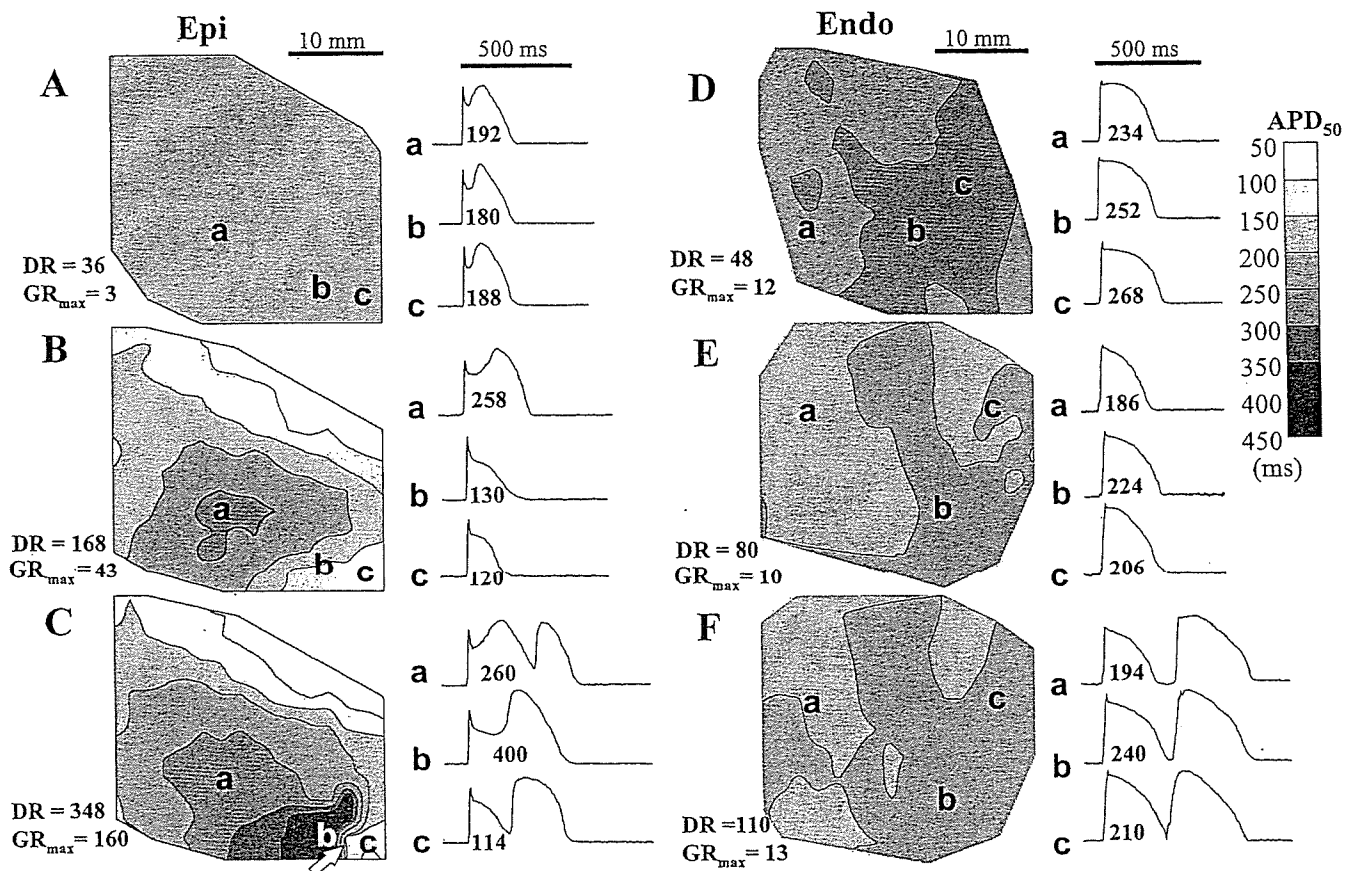 Epi
10 mm
500 ms
A
a
b
c
DR = 36
GRmax= 3
a
192
b
180
c
188
B
a
b
c
DR = 168
GRmax= 43
a
258
b
130
c
120
C
a
b
c
DR = 348
GRmax= 160
a
260
b
400
c
114
Endo
10 mm
500 ms
D
a
b
c
DR = 48
GRmax= 12
a
234
b
252
c
268
E
a
b
c
DR = 80
GRmax= 10
a
186
b
224
c
206
F
a
b
c
DR =110
GRmax= 13
a
194
b
240
c
210
APD50
50
100
150
200
250
300
350
400
450
(ms)